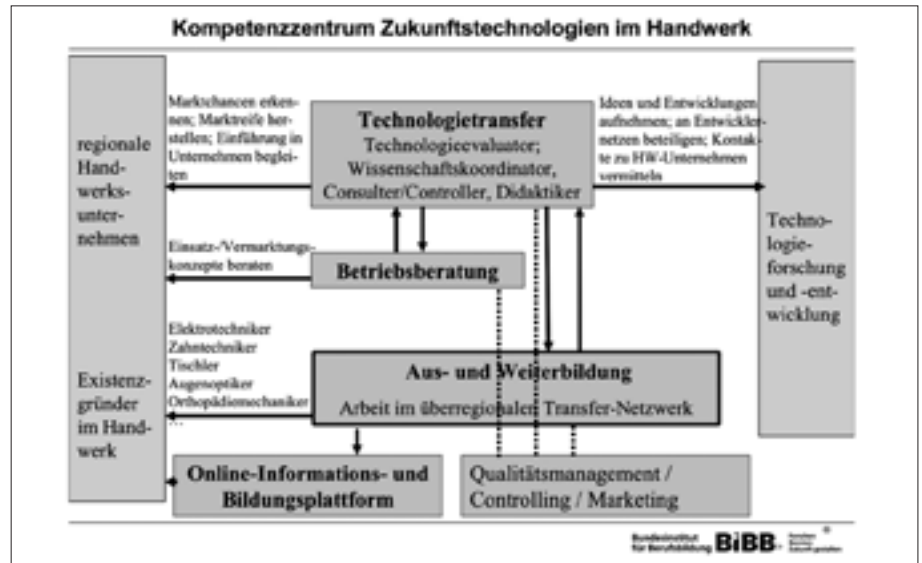 Kompetenzzentrum Zukunftstechnologien im Handwerk
regionale
Hand-
werks-
unter-
nehmen
Existenz-
gründer
im Hand-
werk
Marktchancen erken-
nen; Marktreife her-
stellen; Einführung in
Unternehmen beglei-
ten
Technologietransfer
Technologieevaluator;
Wissenschaftskoordinator,
Consulter/Controller, Didaktiker
Ideen und Entwicklungen
aufnehmen; an Entwickler-
netzen beteiligen; Kontak-
te zu HW-Unternehmen
vermitteln
Techno-
logie-
forschung
und -ent-
wicklung
Einsatz-/Vermarktungs-
konzepte beraten
Betriebsberatung
Elektrotechniker
Zahntechniker
Tischler
Augenoptiker
Orthopädiemechaniker
...
Aus- und Weiterbildung
Arbeit im überregionalen Transfer-Netzwerk
Online-Informations- und
Bildungsplattform
Qualitätsmanagement /
Controlling / Marketing
Bundesinstitut
für Berufsbildung
BiBB